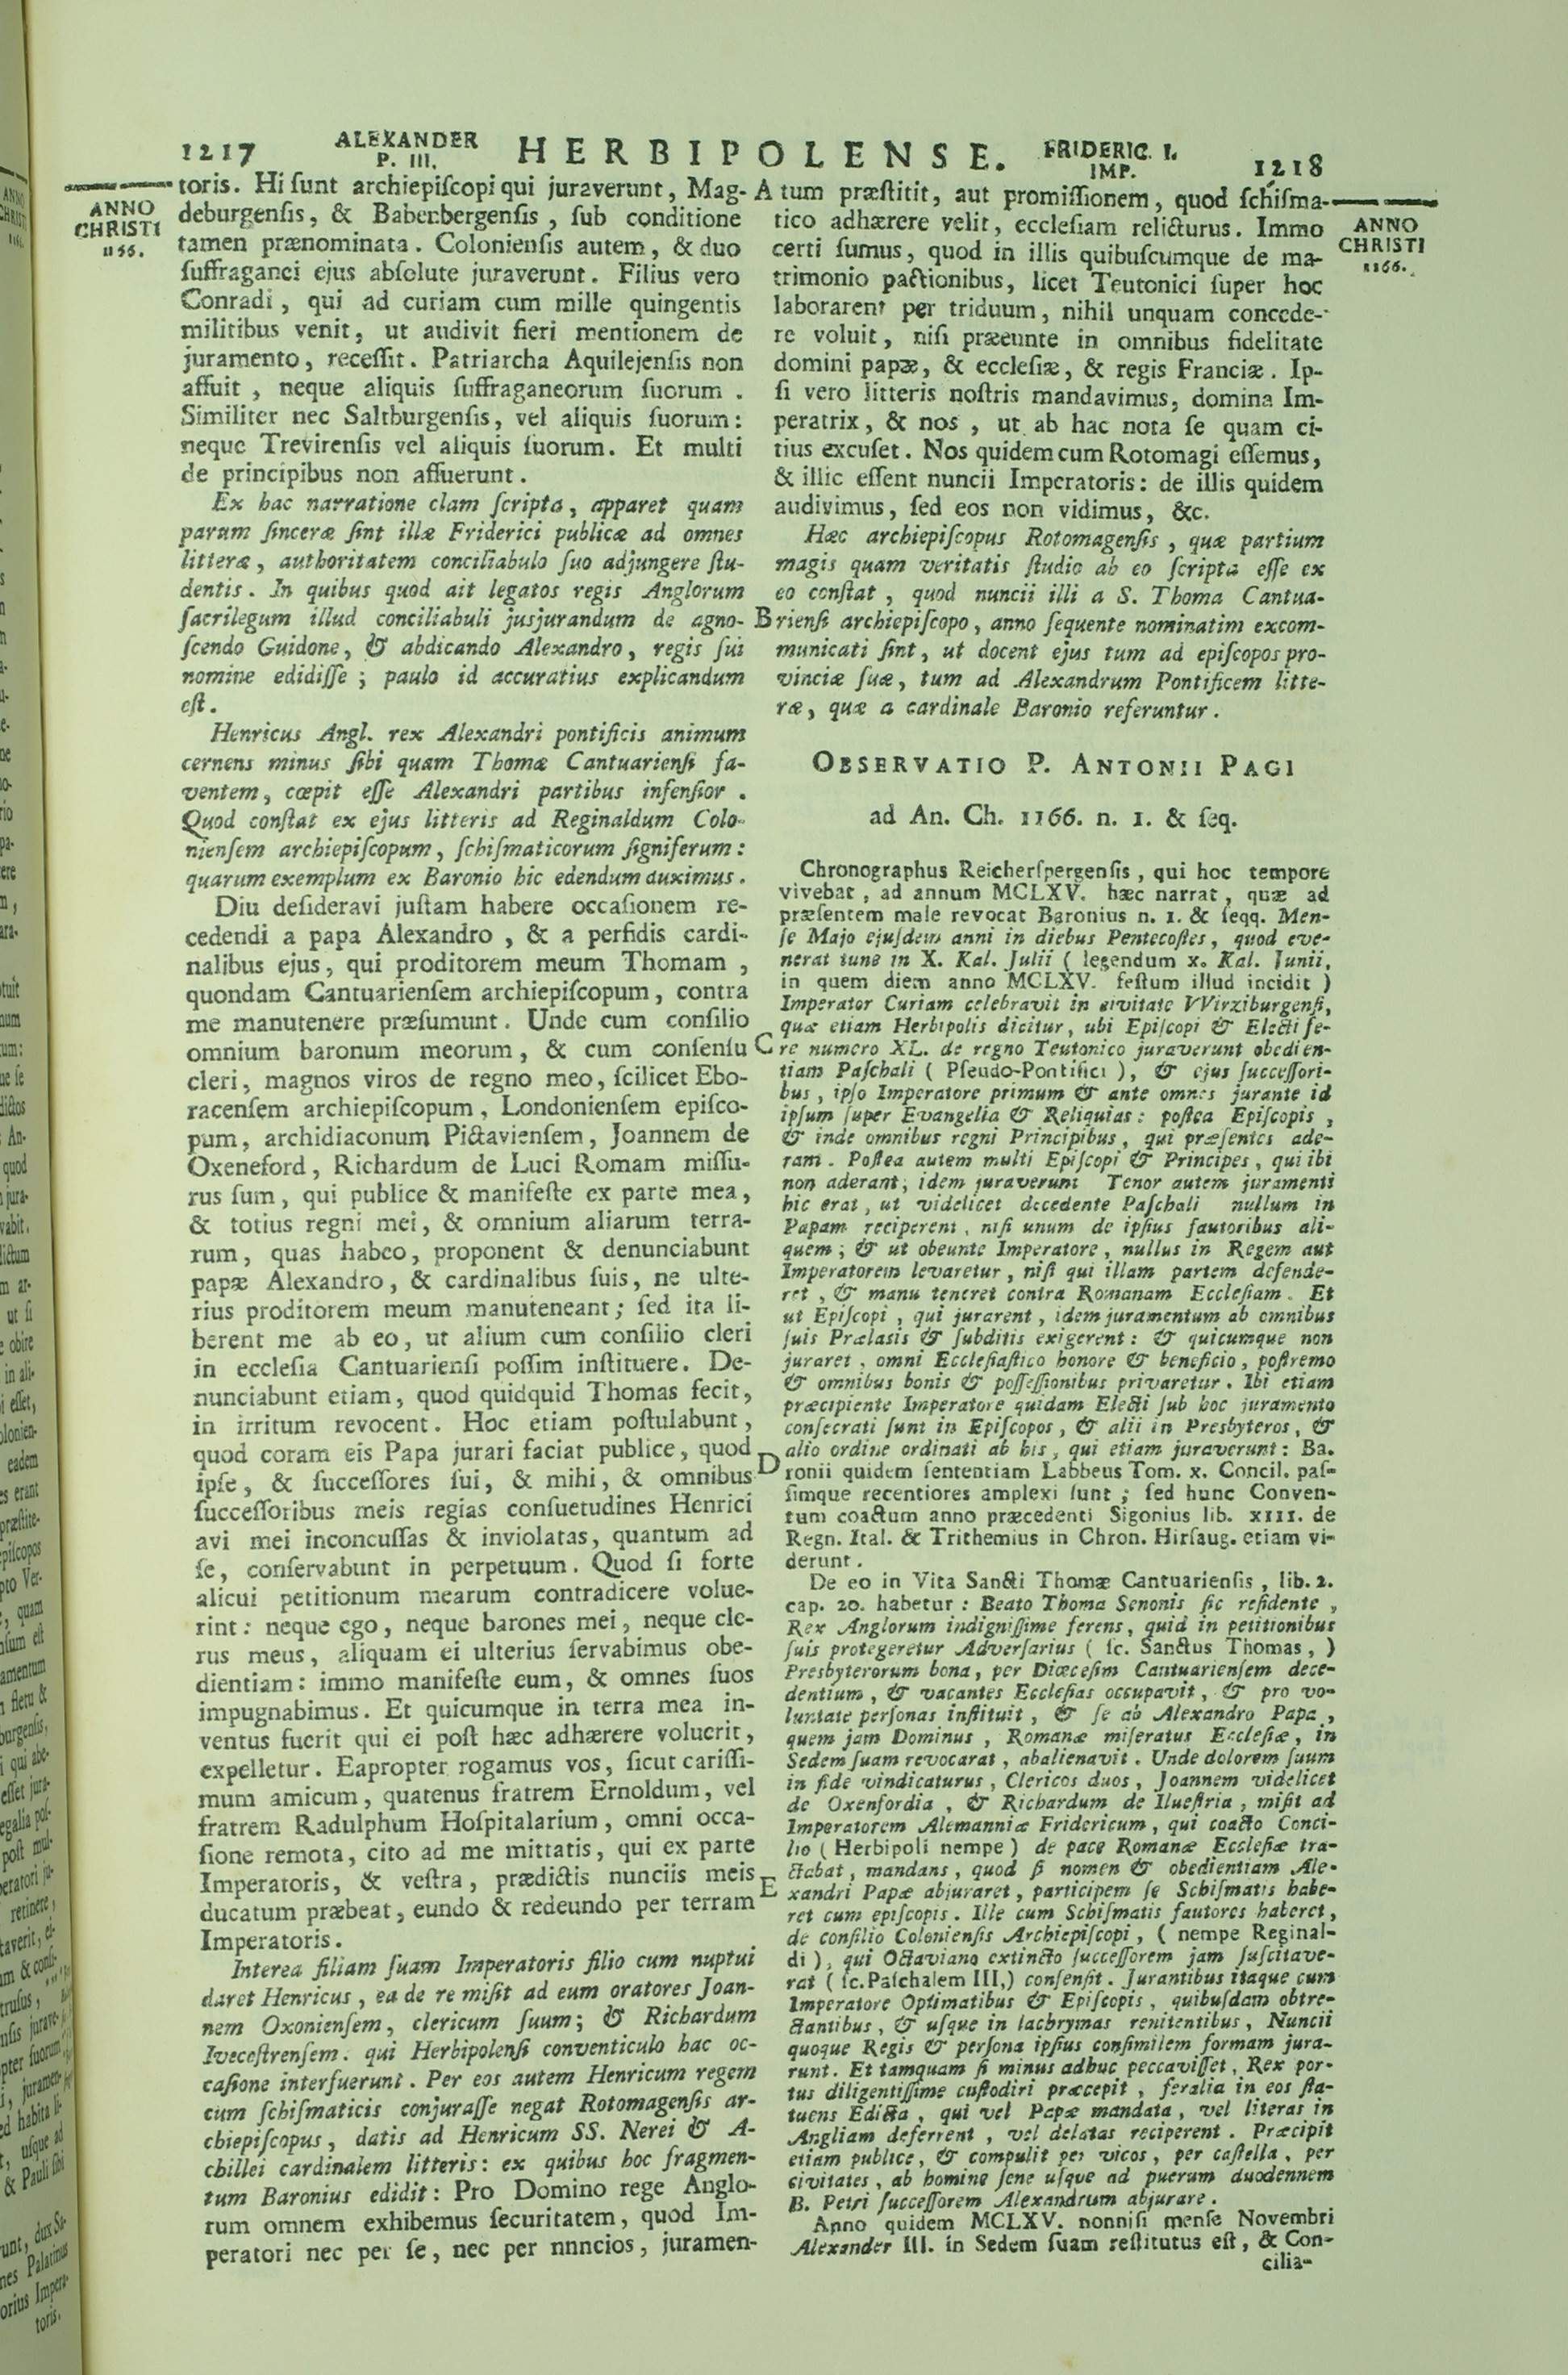 1217
ALEXANDER
P. III.
HERBIPOLENSE.
FRIDERIC. I.
IMP.
1218
ANNO
CHRISTI
1166.
toris. Hi ſunt archiepiſcopi qui juraverunt, Mag-
deburgenſis, & Babenbergenſis, ſub conditione
tamen prænominata. Colonienſis autem, & duo
ſuffraganei ejus abſolute juraverunt. Filius vero
Conradi, qui ad curiam cum mille quingentis
militibus venit, ut audivit fieri mentionem de
juramento, receſſit. Patriarcha Aquilejenſis non
affuit, neque aliquis ſuffraganeorum ſuorum.
Similiter nec Saltburgenſis, vel aliquis ſuorum:
neque Trevirenſis vel aliquis ſuorum. Et multi
de principibus non affuerunt.
Ex hac narratione clam ſcripta, apparet quam
parum ſinceræ ſint illæ Friderici publicæ ad omnes
litteræ, authoritatem conciliabulo ſuo adjungere ſtu-
dentis. In quibus quod ait legatos regis Anglorum
ſacrilegum illud conciliabuli jusjurandum de agno-
ſcendo Guidone, & abdicando Alexandro, regis ſui
nomine edidiſſe; paulo id accuratius explicandum
eſt.
Henricus Angl. rex Alexandri pontificis animum
cernens minus ſibi quam Thomæ Cantuarienſi fa-
ventem, cœpit eſſe Alexandri partibus infenſior.
Quod conſtat ex ejus litteris ad Reginaldum Colo-
nienſem archiepiſcopum, ſchiſmaticorum ſigniferum:
quarum exemplum ex Baronio hic edendum duximus.
Diu deſideravi juſtam habere occaſionem re-
cedendi a papa Alexandro, & a perfidis cardi-
nalibus ejus, qui proditorem meum Thomam,
quondam Cantuarienſem archiepiſcopum, contra
me manutenere præſumunt. Unde cum conſilio
omnium baronum meorum, & cum conſenſu
cleri, magnos viros de regno meo, ſcilicet Ebo-
racenſem archiepiſcopum, Londonienſem epiſco-
pum, archidiaconum Pictavienſem, Joannem de
Oxeneford, Richardum de Luci Romam miſſu-
rus ſum, qui publice & manifeſte ex parte mea,
& totius regni mei, & omnium aliarum terra-
rum, quas habeo, proponent & denunciabunt
papæ Alexandro, & cardinalibus ſuis, ne ulte-
rius proditorem meum manuteneant; ſed ita li-
berent me ab eo, ut alium cum conſilio cleri
in eccleſia Cantuarienſi poſſim inſtituere. De-
nunciabunt etiam, quod quidquid Thomas fecit,
in irritum revocent. Hoc etiam poſtulabunt,
quod coram eis Papa jurari faciat publice, quod
ipſe, & ſucceſſores ſui, & mihi, & omnibus
ſucceſſoribus meis regias conſuetudines Henrici
avi mei inconcuſſas & inviolatas, quantum ad
ſe, conſervabunt in perpetuum. Quod ſi forte
alicui petitionum mearum contradicere volue-
rint: neque ego, neque barones mei, neque cle-
rus meus, aliquam ei ulterius ſervabimus obe-
dientiam: immo manifeſte eum, & omnes ſuos
impugnabimus. Et quicumque in terra mea in-
ventus fuerit qui ei poſt hæc adhærere voluerit,
expelletur. Eapropter rogamus vos, ſicut cariſſi-
mum amicum, quatenus fratrem Ernoldum, vel
fratrem Radulphum Hoſpitalarium, omni occa-
ſione remota, cito ad me mittatis, qui ex parte
Imperatoris, & veſtra, prædictis nunciis meis
ducatum præbeat, eundo & redeundo per terram
Imperatoris.
Interea filiam ſuam Imperatoris filio cum nuptui
daret Henricus, ea de re miſit ad eum oratores Joan-
nem Oxonienſem, clericum ſuum; & Richardum
Iveceſtrenſem. qui Herbipolenſi conventiculo hac oc-
caſione interfuerunt. Per eos autem Henricum regem
cum ſchiſmaticis conjuraſſe negat Rotomagenſis ar-
chiepiſcopus, datis ad Henricum SS. Nerei & A-
chillei cardinalem litteris: ex quibus hoc fragmen-
tum Baronius edidit: Pro Domino rege Anglo-
rum omnem exhibemus ſecuritatem, quod Im-
peratori nec per ſe, nec per nnncios, juramen-
A
B
C
D
E
tum præſtitit, aut promiſſionem, quod ſchiſma-
tico adhærere velit, eccleſiam relicturus. Immo
certi ſumus, quod in illis quibuſcumque de ma-
trimonio pactionibus, licet Teutonici ſuper hoc
laborarent per triduum, nihil unquam concede-
re voluit, niſi præeunte in omnibus fidelitate
domini papæ, & eccleſiæ, & regis Franciæ. Ip-
ſi vero litteris noſtris mandavimus, domina Im-
peratrix, & nos, ut ab hac nota ſe quam ci-
tius excuſet. Nos quidem cum Rotomagi eſſemus,
& illic eſſent nuncii Imperatoris: de illis quidem
audivimus, ſed eos non vidimus, &c.
Hæc archiepiſcopus Rotomagenſis, quæ partium
magis quam veritatis ſtudio ab eo ſcripta eſſe ex
eo conſtat, quod nuncii illi a S. Thoma Cantua-
rienſi archiepiſcopo, anno ſequente nominatim excom-
municati ſint, ut docent ejus tum ad epiſcopos pro-
vinciæ ſuæ, tum ad Alexandrum Pontificem litte-
ræ, quæ a cardinale Baronio referuntur.
OBSERVATIO P. ANTONII PAGI
ad An. Ch. 1166. n. 1. & ſeq.
Chronographus Reicherſpergenſis, qui hoc tempore
vivebat, ad annum MCLXV. hæc narrat, quæ ad
præſentem male revocat Baronius n. 1. & ſeqq. Men-
ſe Majo ejuſdem anni in diebus Pentecoſtes, quod eve-
nerat tunc in X. Kal. Julii ( legendum x. Kal. Junii,
in quem diem anno MCLXV. feſtum illud incidit )
Imperator Curiam celebravit in civitate VVirziburgenſi,
quæ etiam Herbipolis dicitur, ubi Epiſcopi & Electi fe-
re numero XL. de regno Teutonico juraverunt obedien-
tiam Paſchali ( Pſeudo-Pontifici ), & ejus ſucceſſori-
bus, ipſo Imperatore primum & ante omnes jurante id
ipſum ſuper Evangelia & Reliquias: poſtea Epiſcopis,
& inde omnibus regni Principibus, qui præſentes ade-
rant. Poſtea autem multi Epiſcopi & Principes, qui ibi
non aderant, idem juraverunt Tenor autem juramenti
hic erat, ut videlicet decedente Paſchali nullum in
Papam reciperent, niſi unum de ipſius fautoribus ali-
quem; & ut obeunte Imperatore, nullus in Regem aut
Imperatorem levaretur, niſi qui illam partem defende-
ret, & manu teneret contra Romanam Eccleſiam. Et
ut Epiſcopi, qui jurarent, idem juramentum ab omnibus
ſuis Prælatis & ſubditis exigerent: & quicumque non
juraret, omni Eccleſiaſtico honore & beneficio, poſtremo
& omnibus bonis & poſſeſſionibus privaretur. Ibi etiam
præcipiente Imperatore quidam Electi ſub hoc juramento
conſecrati ſunt in Epiſcopos, & alii in Presbyteros, &
alio ordine ordinati ab his, qui etiam juraverunt: Ba.
ronii quidem ſententiam Labbeus Tom. x. Concil. paſ-
ſimque recentiores amplexi ſunt; ſed hunc Conven-
tum coactum anno præcedenti Sigonius lib. XIII. de
Regn. Ital. & Trithemius in Chron. Hirſaug. etiam vi-
derunt.
De eo in Vita Sancti Thomæ Cantuarienſis, lib. 2.
cap. 20. habetur: Beato Thoma Senonis ſic reſidente,
Rex Anglorum indigniſſime ferens, quid in petitionibus
ſuis protegeretur Adverſarius ( ſc. Sanctus Thomas, )
Presbyterorum bona, per Diœceſim Cantuarienſem dece-
dentium, & vacantes Eccleſias occupavit, & pro vo-
luntate perſonas inſtituit, & ſe ab Alexandro Papa,
quem jam Dominus, Romanæ miſeratus Eccleſiæ, in
Sedem ſuam revocarat, abalienavit. Unde dolorem ſuum
in fide vindicaturus, Clericos duos, Joannem videlicet
de Oxenfordia, & Richardum de Ilueſtria, miſit ad
Imperatorem Alemanniæ Fridericum, qui coacto Conci-
lio ( Herbipoli nempe ) de pace Romanæ Eccleſiæ tra-
ctabat, mandans, quod ſi nomen & obedientiam Ale-
xandri Papæ abjuraret, participem ſe Schiſmatis habe-
ret cum epiſcopis. Ille cum Schiſmatis fautores haberet,
de conſilio Colonienſis Archiepiſcopi, ( nempe Reginal-
di ), qui Octaviano extincto ſucceſſorem jam ſuſcitave-
rat ( ſc. Paſchalem III,) conſenſit. Jurantibus itaque cum
Imperatore Optimatibus & Epiſcopis, quibuſdam obtre-
ctantibus, & uſque in lachrymas renitentibus, Nuncii
quoque Regis & perſona ipſius conſimilem formam jura-
runt. Et tamquam ſi minus adhuc peccaviſſet, Rex por-
tus diligentiſſime cuſtodiri præcepit, feralia in eos ſta-
tuens Edicta, qui vel Papæ mandata, vel literas in
Angliam deferrent, vel delatas reciperent. Præcipit
etiam publice, & compulit per vicos, per caſtella, per
civitates, ab homine ſene uſque ad puerum duodennem
B. Petri ſucceſſorem Alexandrum abjurare.
Anno quidem MCLXV. nonniſi menſe Novembri
Alexander III. in Sedem ſuam reſtitutus eſt, & Con-
cilia-
ANNO
CHRISTI
1166.